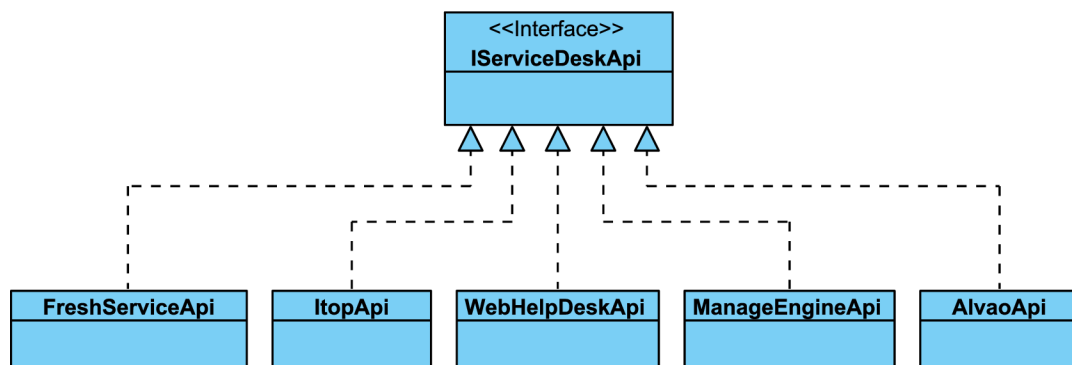 <<Interface>>
IServiceDeskApi
FreshServiceApi
ItopApi
WebHelpDeskApi
ManageEngineApi
AlvaoApi